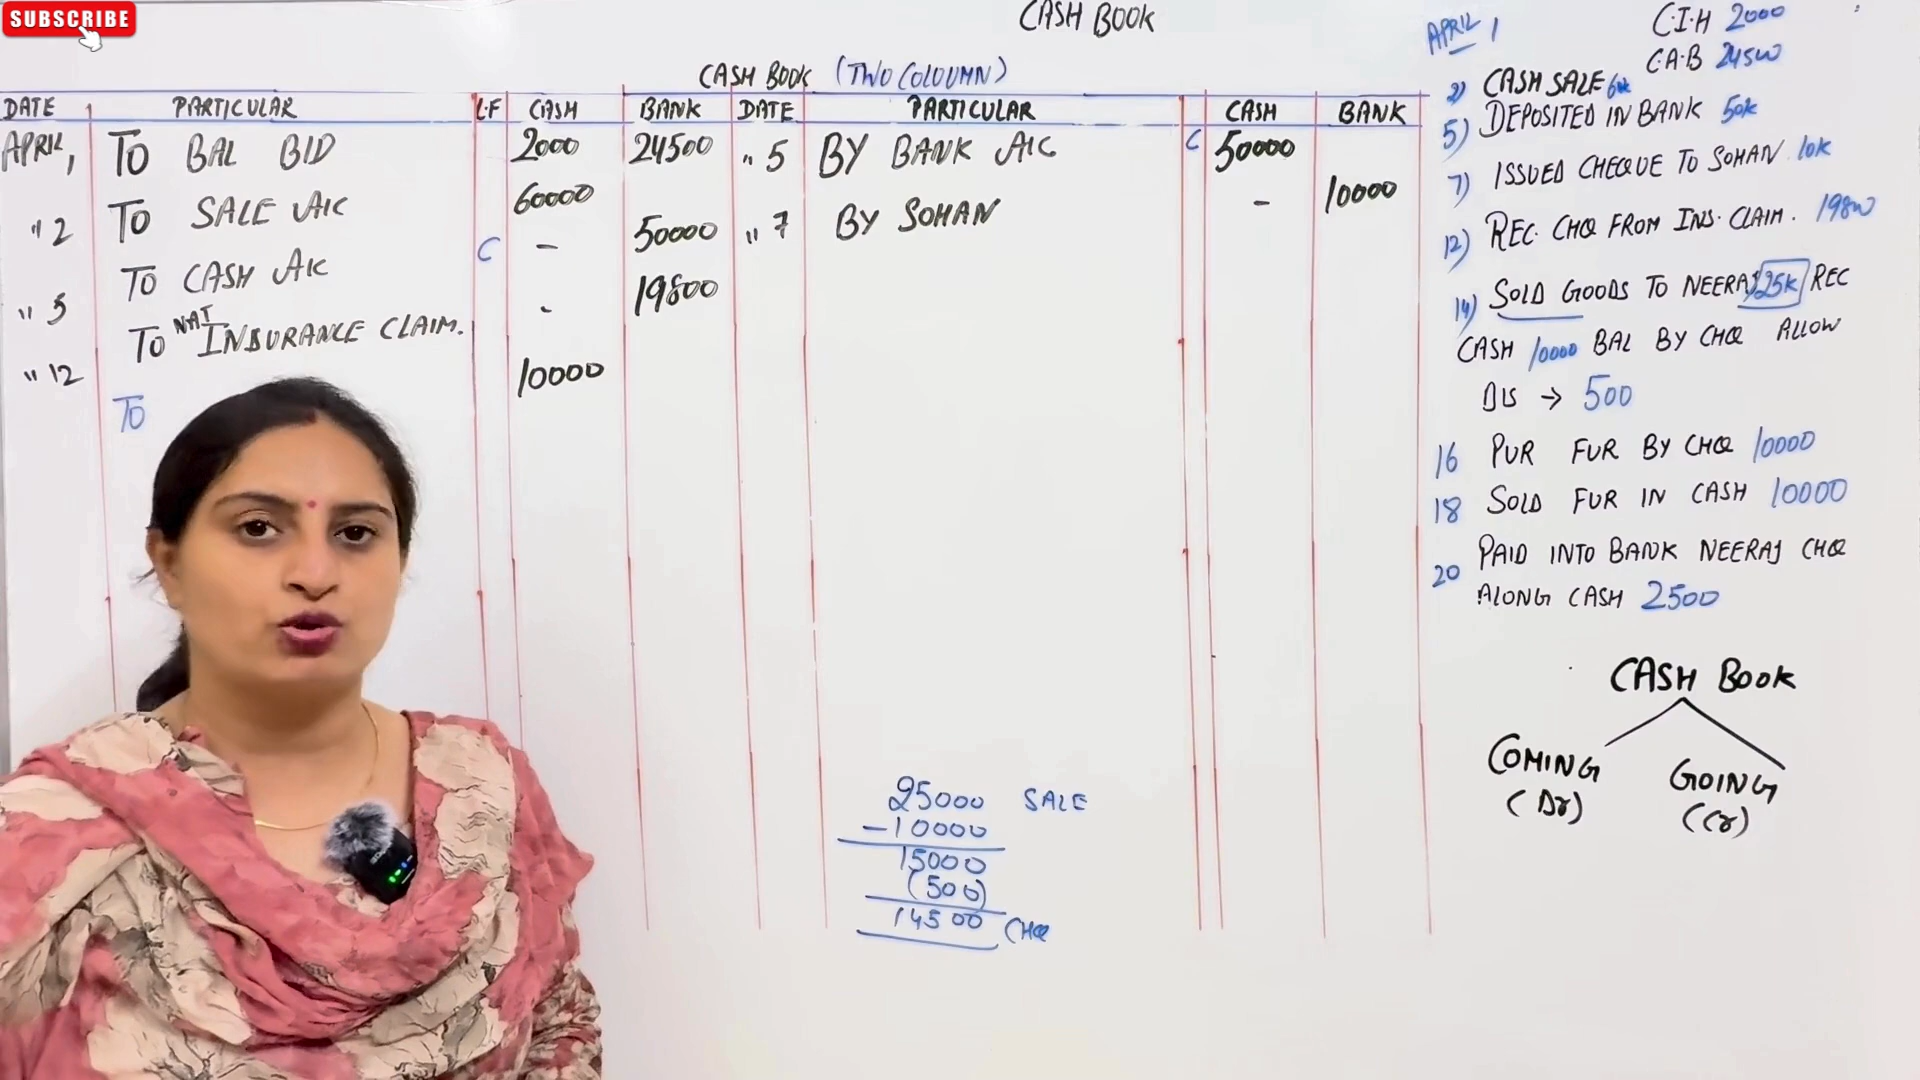 SUBSCRIBE
CASH BOOK
CASH BOOK (TWO COLOUMN)
DATE PARTICULAR L.F CASH BANK DATE PARTICULAR CASH BANK
APRIL 1 TO BAL B/D 2000 24500 " 5 BY BANK A/C C 50000
" 2 TO SALE A/C 60000 " 7 BY SOHAN - 10000
" 5 TO CASH A/C C - 50000
" 12 TO NAT INSURANCE CLAIM. - 19800
TO 10000
25000 SALE
-10000
15000
(500)
14500 CHQ
APRIL 1 C.I.H 2000
C.A.B 24500
2) CASH SALE 60K
5) DEPOSITED IN BANK 50K
7) ISSUED CHEQUE TO SOHAN 10K
12) REC. CHQ FROM INS. CLAIM. 19800
14) SOLD GOODS TO NEERAJ 25K REC
CASH 10000 BAL BY CHQ ALLOW
DIS → 500
16 PUR FUR BY CHQ 10000
18 SOLD FUR IN CASH 10000
20 PAID INTO BANK NEERAJ CHQ
ALONG CASH 2500
CASH BOOK
COMING GOING
(Dr) (Cr)